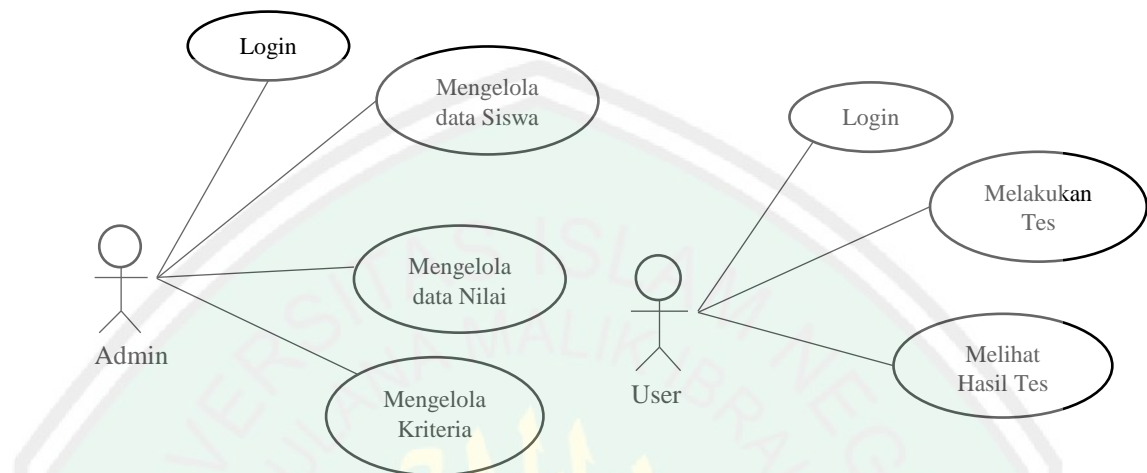 Login
Mengelola
data Siswa
Mengelola
data Nilai
Mengelola
Kriteria
Admin
Login
Melakukan
Tes
Melihat
Hasil Tes
User